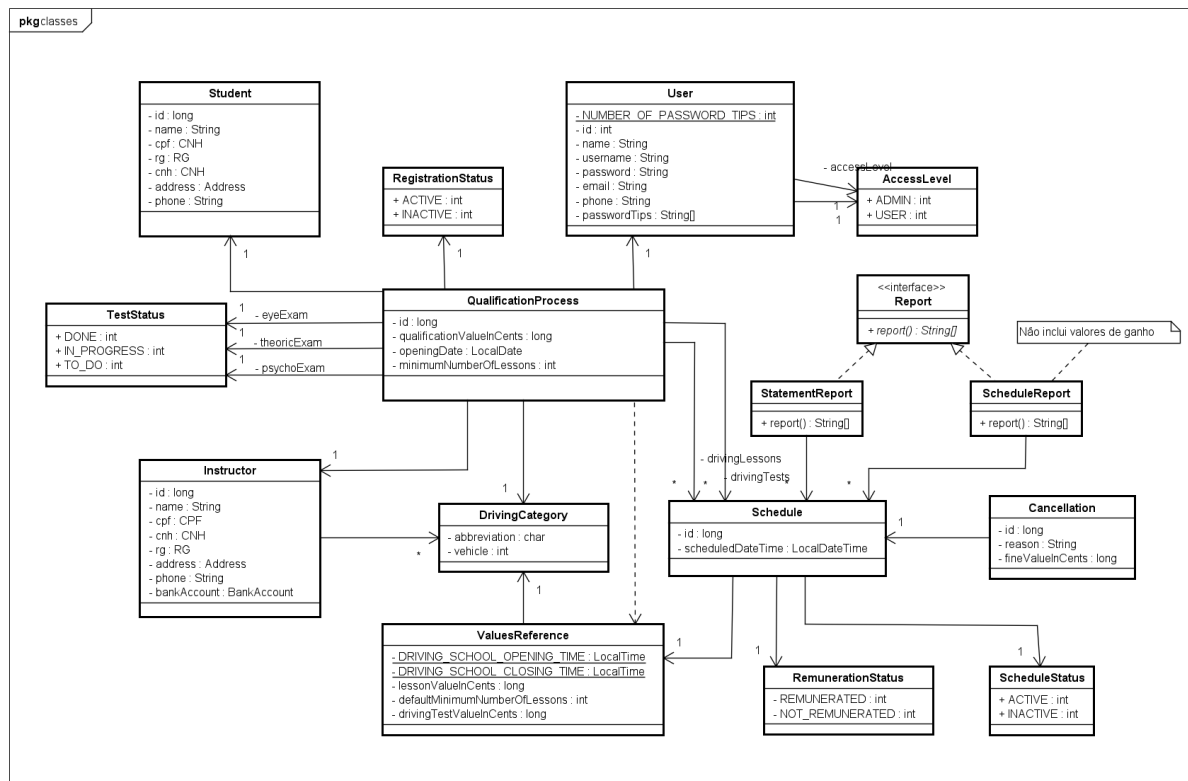 pkg classes
Student
- id : long
- name : String
- cpf : CNH
- rg : RG
- cnh : CNH
- address : Address
- phone : String
User
- NUMBER_OF_PASSWORD_TIPS : int
- id : int
- name : String
- username : String
- password : String
- email : String
- phone : String
- passwordTips : String[]
RegistrationStatus
+ ACTIVE : int
+ INACTIVE : int
- accessLevel
AccessLevel
+ ADMIN : int
+ USER : int
1
1
1
1
1
TestStatus
+ DONE : int
+ IN_PROGRESS : int
+ TO_DO : int
1
- eyeExam
1
- theoricExam
1
- psychoExam
QualificationProcess
- id : long
- qualificationValueInCents : long
- openingDate : LocalDate
- minimumNumberOfLessons : int
<<interface>>
Report
+ report() : String[]
Não inclui valores de ganho
StatementReport
+ report() : String[]
ScheduleReport
+ report() : String[]
1
Instructor
- id : long
- name : String
- cpf : CPF
- cnh : CNH
- rg : RG
- address : Address
- phone : String
- bankAccount : BankAccount
1
*
DrivingCategory
- abbreviation : char
- vehicle : int
1
- drivingLessons
- drivingTests
*
*
*
*
Schedule
- id : long
- scheduledDateTime : LocalDateTime
1
Cancellation
- id : long
- reason : String
- fineValueInCents : long
ValuesReference
- DRIVING_SCHOOL_OPENING_TIME : LocalTime
- DRIVING_SCHOOL_CLOSING_TIME : LocalTime
- lessonValueInCents : long
- defaultMinimumNumberOfLessons : int
- drivingTestValueInCents : long
1
1
1
RemunerationStatus
- REMUNERATED : int
- NOT_REMUNERATED : int
ScheduleStatus
+ ACTIVE : int
+ INACTIVE : int